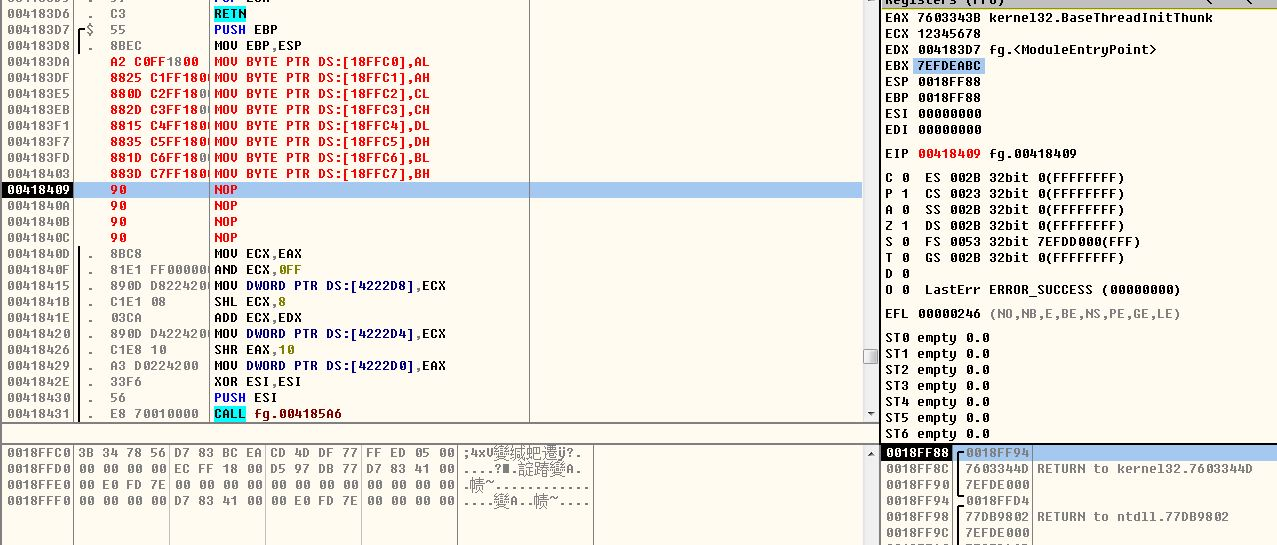 004183D6 . C3 RETN
004183D7 $ 55 PUSH EBP
004183D8 . 8BEC MOV EBP,ESP
004183DA A2 C0FF1800 MOV BYTE PTR DS:[18FFC0],AL
004183DF 8825 C1FF180 MOV BYTE PTR DS:[18FFC1],AH
004183E5 880D C2FF180 MOV BYTE PTR DS:[18FFC2],CL
004183EB 882D C3FF180 MOV BYTE PTR DS:[18FFC3],CH
004183F1 8815 C4FF180 MOV BYTE PTR DS:[18FFC4],DL
004183F7 8835 C5FF180 MOV BYTE PTR DS:[18FFC5],DH
004183FD 881D C6FF180 MOV BYTE PTR DS:[18FFC6],BL
00418403 883D C7FF180 MOV BYTE PTR DS:[18FFC7],BH
00418409 90 NOP
0041840A 90 NOP
0041840B 90 NOP
0041840C 90 NOP
0041840D . 8BC8 MOV ECX,EAX
0041840F . 81E1 FF00000 AND ECX,0FF
00418415 . 890D D822420 MOV DWORD PTR DS:[4222D8],ECX
0041841B . C1E1 08 SHL ECX,8
0041841E . 03CA ADD ECX,EDX
00418420 . 890D D422420 MOV DWORD PTR DS:[4222D4],ECX
00418426 . C1E8 10 SHR EAX,10
00418429 . A3 D0224200 MOV DWORD PTR DS:[4222D0],EAX
0041842E . 33F6 XOR ESI,ESI
00418430 . 56 PUSH ESI
00418431 . E8 70010000 CALL fg.004185A6
EAX 7603343B kernel32.BaseThreadInitThunk
ECX 12345678
EDX 004183D7 fg.<ModuleEntryPoint>
EBX 7EFDEABC
ESP 0018FF88
EBP 0018FF88
ESI 00000000
EDI 00000000
EIP 00418409 fg.00418409
C 0 ES 002B 32bit 0(FFFFFFFF)
P 1 CS 0023 32bit 0(FFFFFFFF)
A 0 SS 002B 32bit 0(FFFFFFFF)
Z 1 DS 002B 32bit 0(FFFFFFFF)
S 0 FS 0053 32bit 7EFDD000(FFF)
T 0 GS 002B 32bit 0(FFFFFFFF)
D 0
O 0 LastErr ERROR_SUCCESS (00000000)
EFL 00000246 (NO,NB,E,BE,NS,PE,GE,LE)
ST0 empty 0.0
ST1 empty 0.0
ST2 empty 0.0
ST3 empty 0.0
ST4 empty 0.0
ST5 empty 0.0
ST6 empty 0.0
0018FFC0 3B 34 78 56 D7 83 BC EA CD 4D DF 77 FF ED 05 00
0018FFD0 00 00 00 00 EC FF 18 00 D5 97 DB 77 D7 83 41 00
0018FFE0 00 E0 FD 7E 00 00 00 00 00 00 00 00 00 00 00 00
0018FFF0 00 00 00 00 D7 83 41 00 00 E0 FD 7E 00 00 00 00
0018FF88 0018FF94
0018FF8C 7603344D RETURN to kernel32.7603344D
0018FF90 7EFDE000
0018FF94 0018FFD4
0018FF98 77DB9802 RETURN to ntdll.77DB9802
0018FF9C 7EFDE000